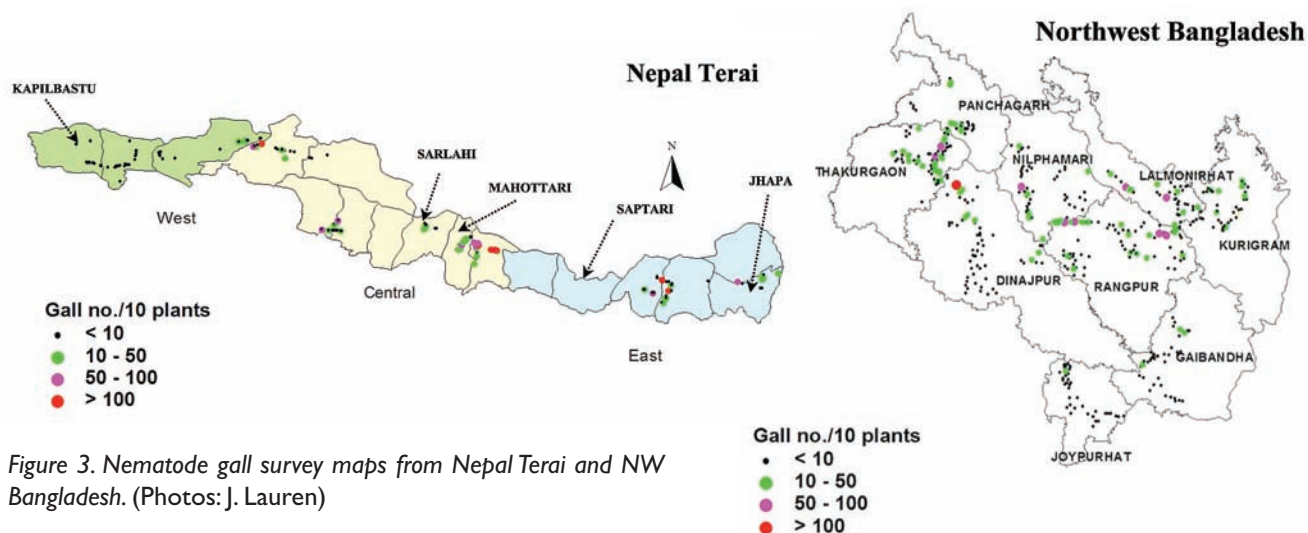 Northwest Bangladesh
Nepal Terai
KAPILBASTU
N
SARLAHI
MAHOTTARI
SAPTARI
JHAPA
West
Central
East
Gall no./10 plants
< 10
10 - 50
50 - 100
> 100
PANCHAGARH
THAKURGAON
NILPHAMARI
LALMONIRHAT
KURIGRAM
DINAJPUR
RANGPUR
GAIBANDHA
JOYPURHAT
Gall no./10 plants
< 10
10 - 50
50 - 100
> 100
Figure 3. Nematode gall survey maps from Nepal Terai and NW
Bangladesh. (Photos: J. Lauren)